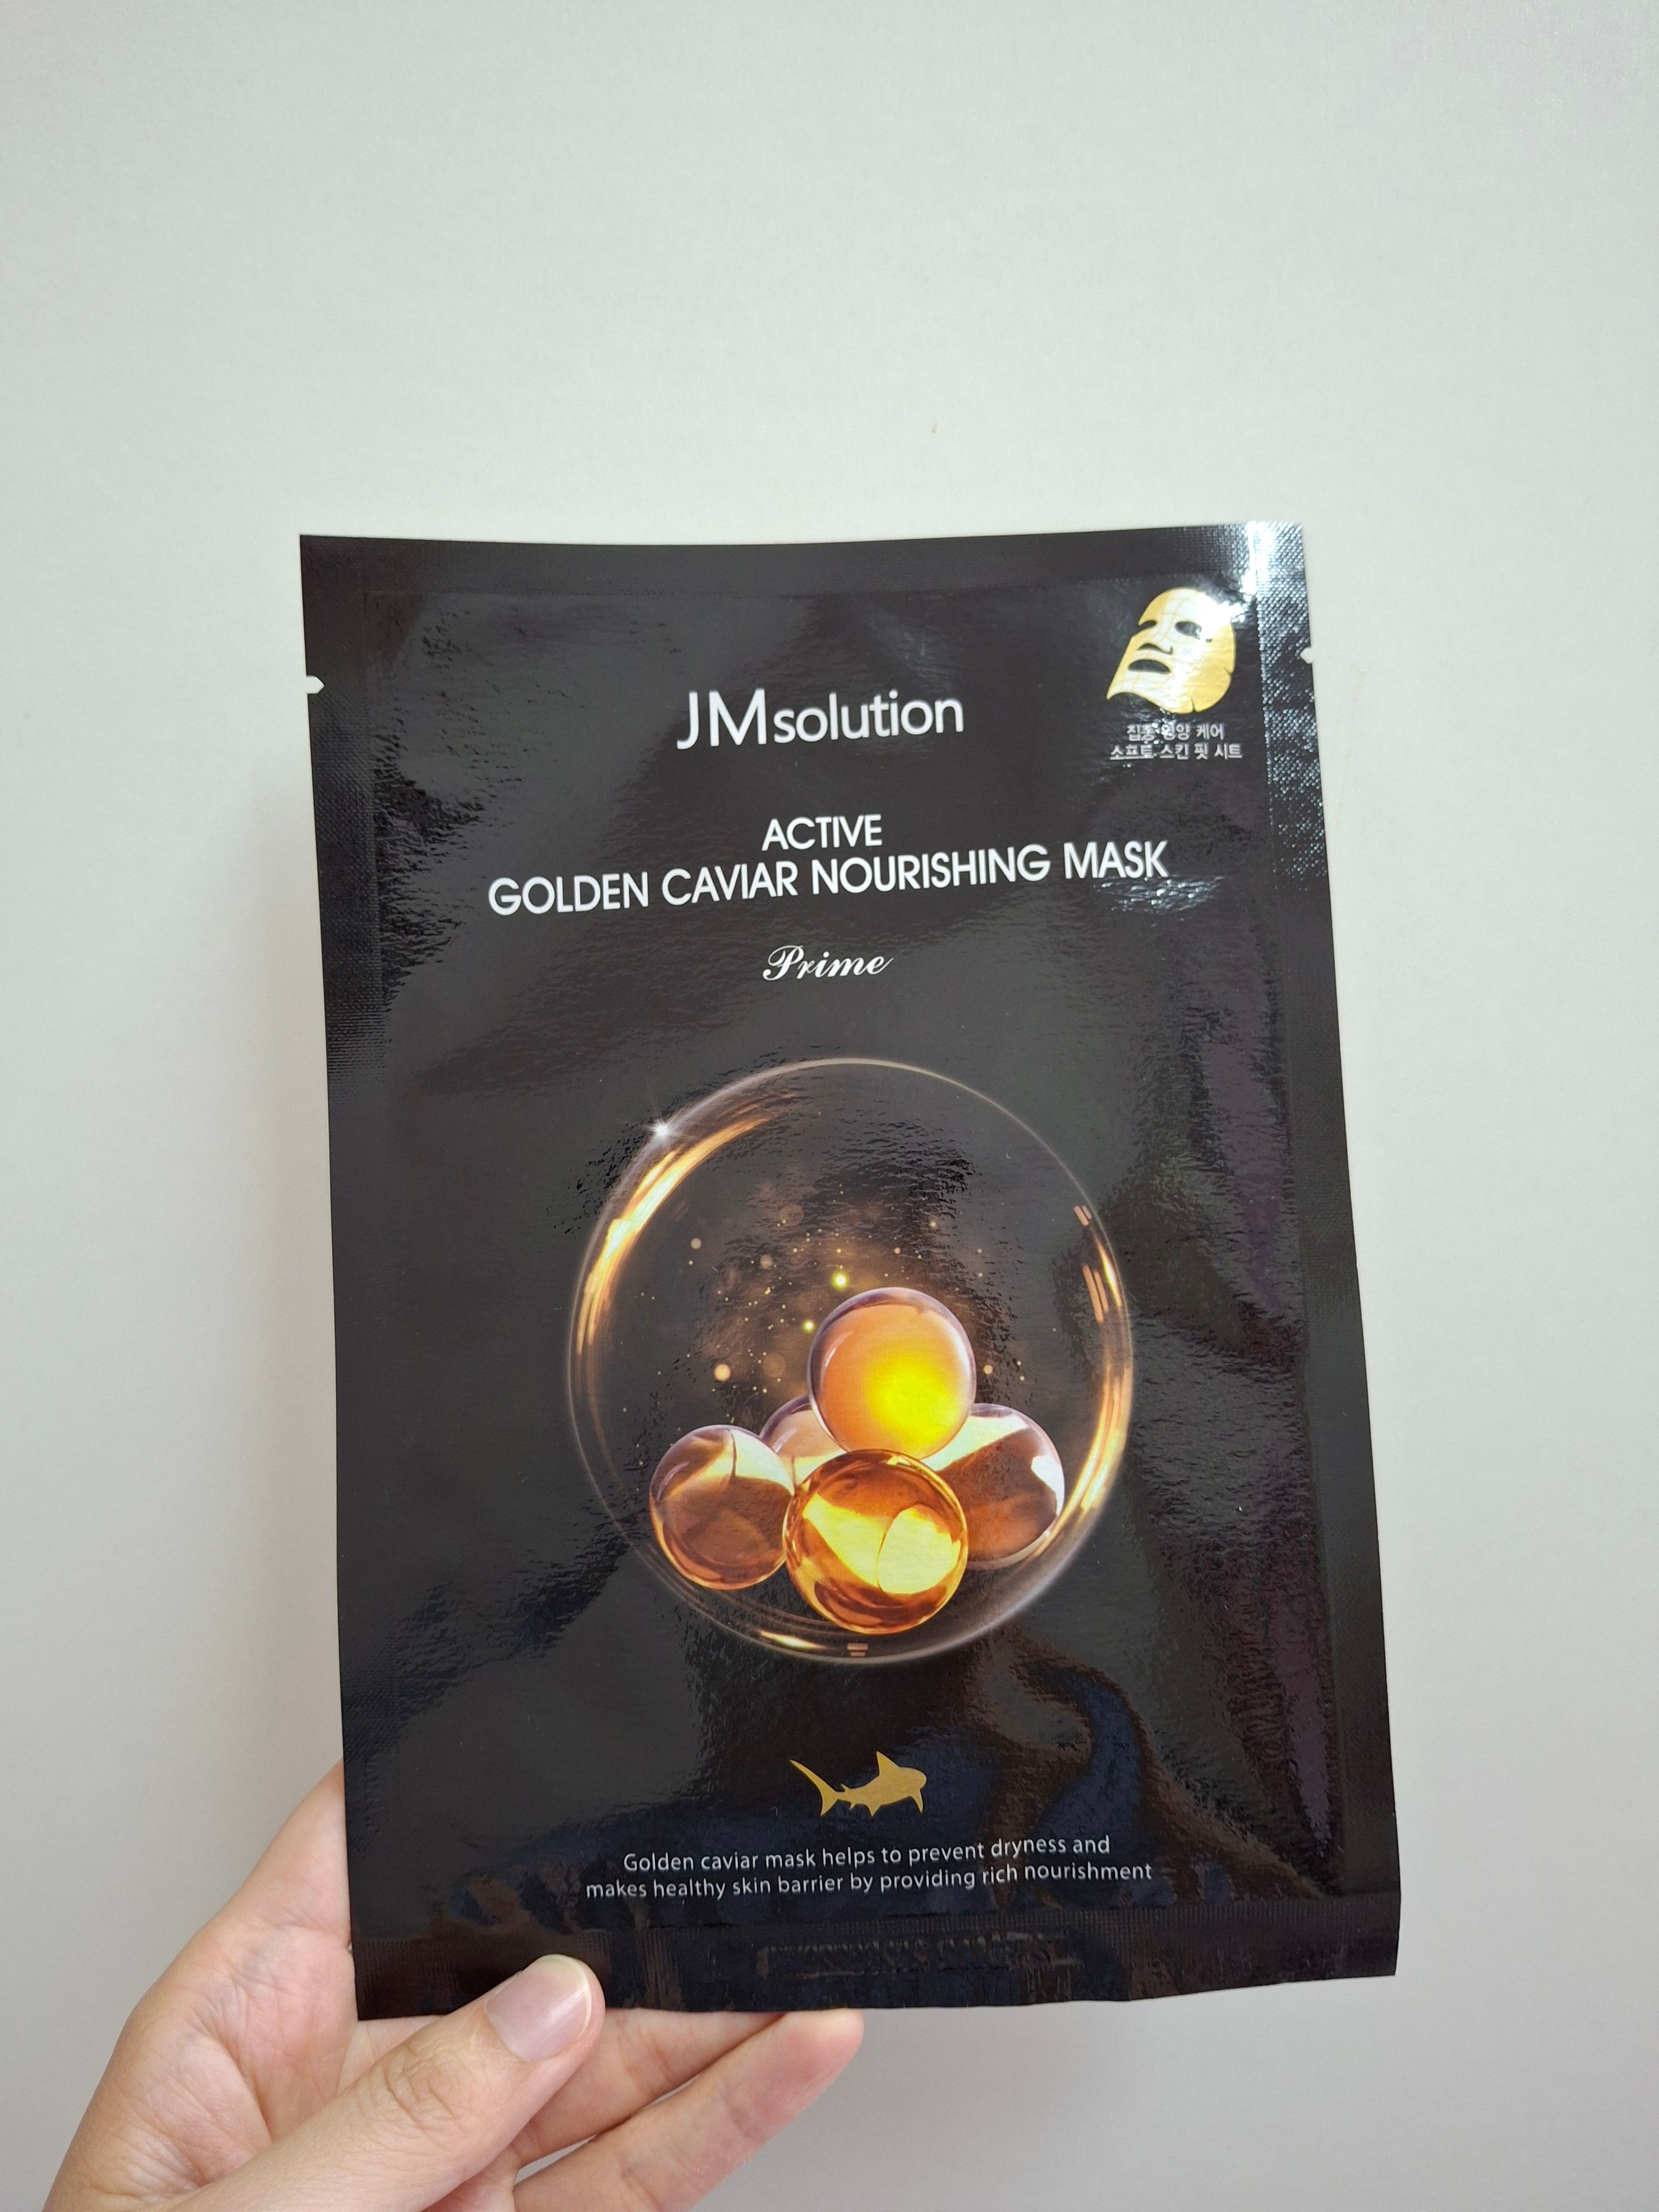 JMsolution
집중 영양 케어
소프트 스킨 핏 시트
ACTIVE
GOLDEN CAVIAR NOURISHING MASK
Prime
Golden caviar mask helps to prevent dryness and
makes healthy skin barrier by providing rich nourishment